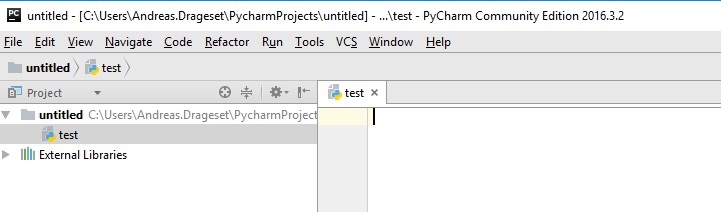 PC untitled - [C:\Users\Andreas.Drageset\PycharmProjects\untitled] - ...\test - PyCharm Community Edition 2016.3.2
File Edit View Navigate Code Refactor Run Tools VCS Window Help
untitled test
Project test
untitled C:\Users\Andreas.Drageset\PycharmProject
test
External Libraries